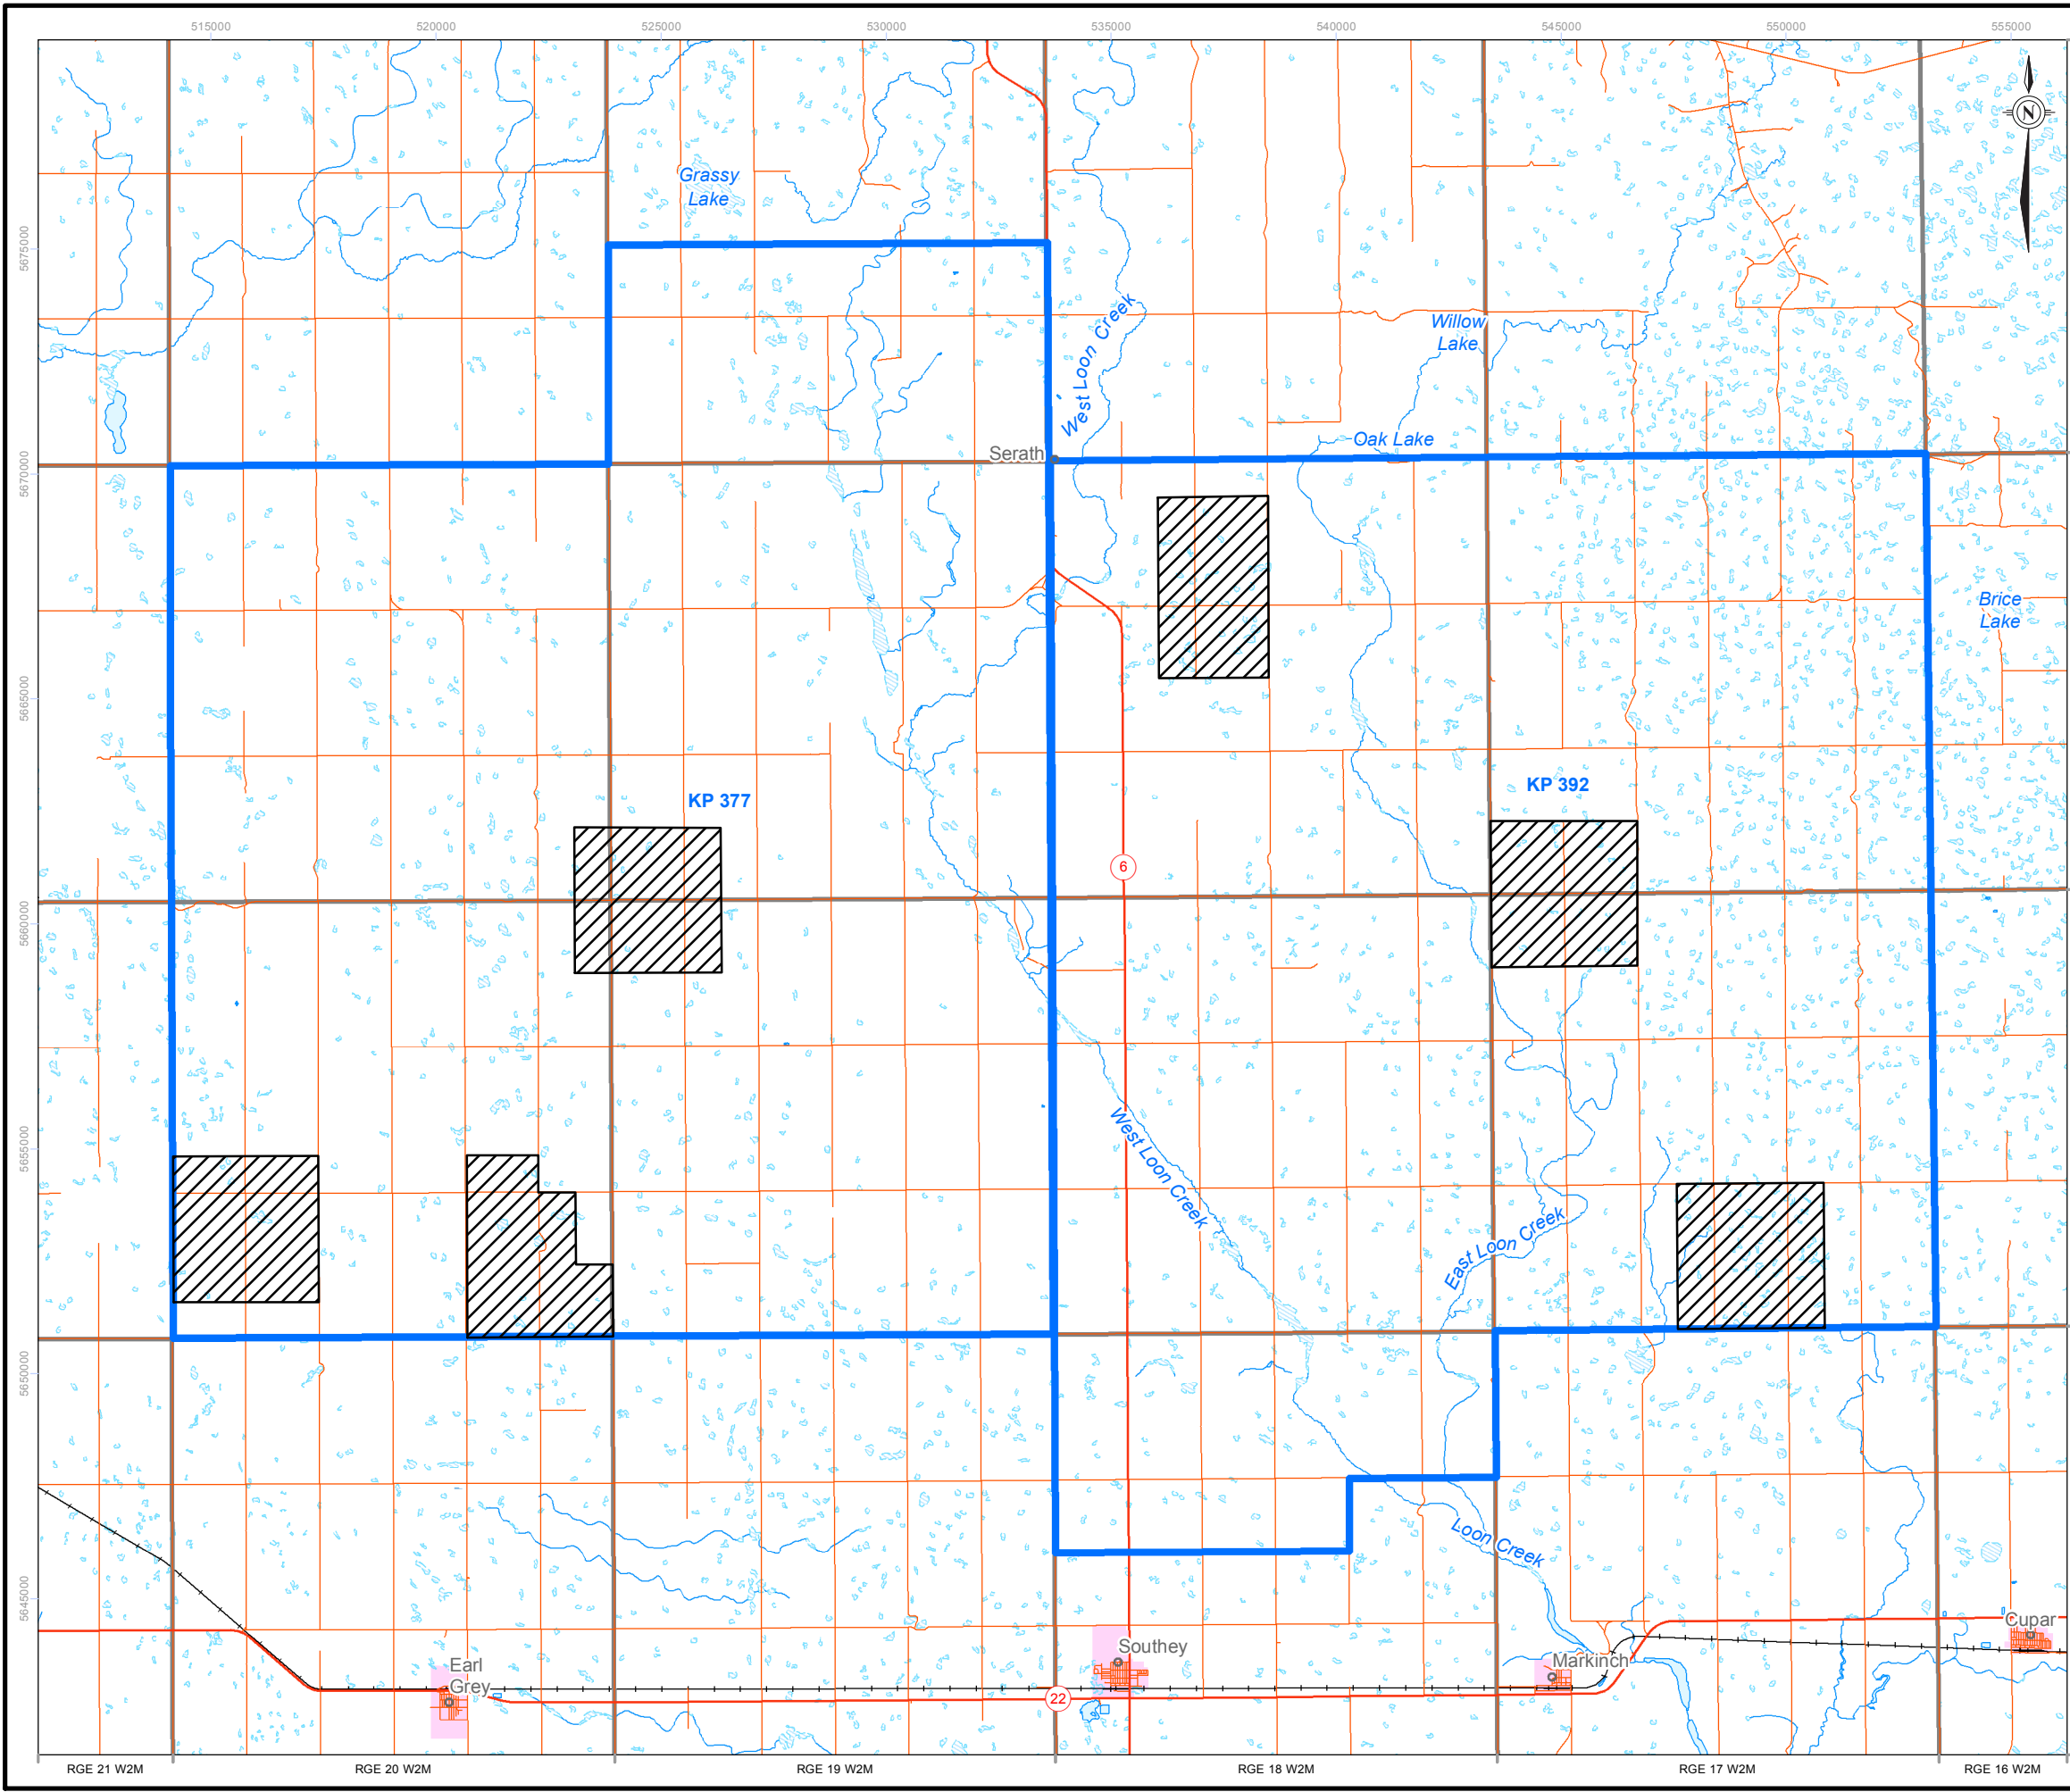 515000 520000 525000 530000 535000 540000 545000 550000 555000
N
Grassy
Lake
5675000
West Loon Creek
Willow
Lake
Oak Lake
Serath
5670000
Brice
Lake
5665000
KP 377
KP 392
6
5660000
5655000
West Loon Creek
East Loon Creek
5650000
Loon Creek
5645000
Cupar
Southey
Markinch
Earl
Grey
22
RGE 21 W2M RGE 20 W2M RGE 19 W2M RGE 18 W2M RGE 17 W2M RGE 16 W2M